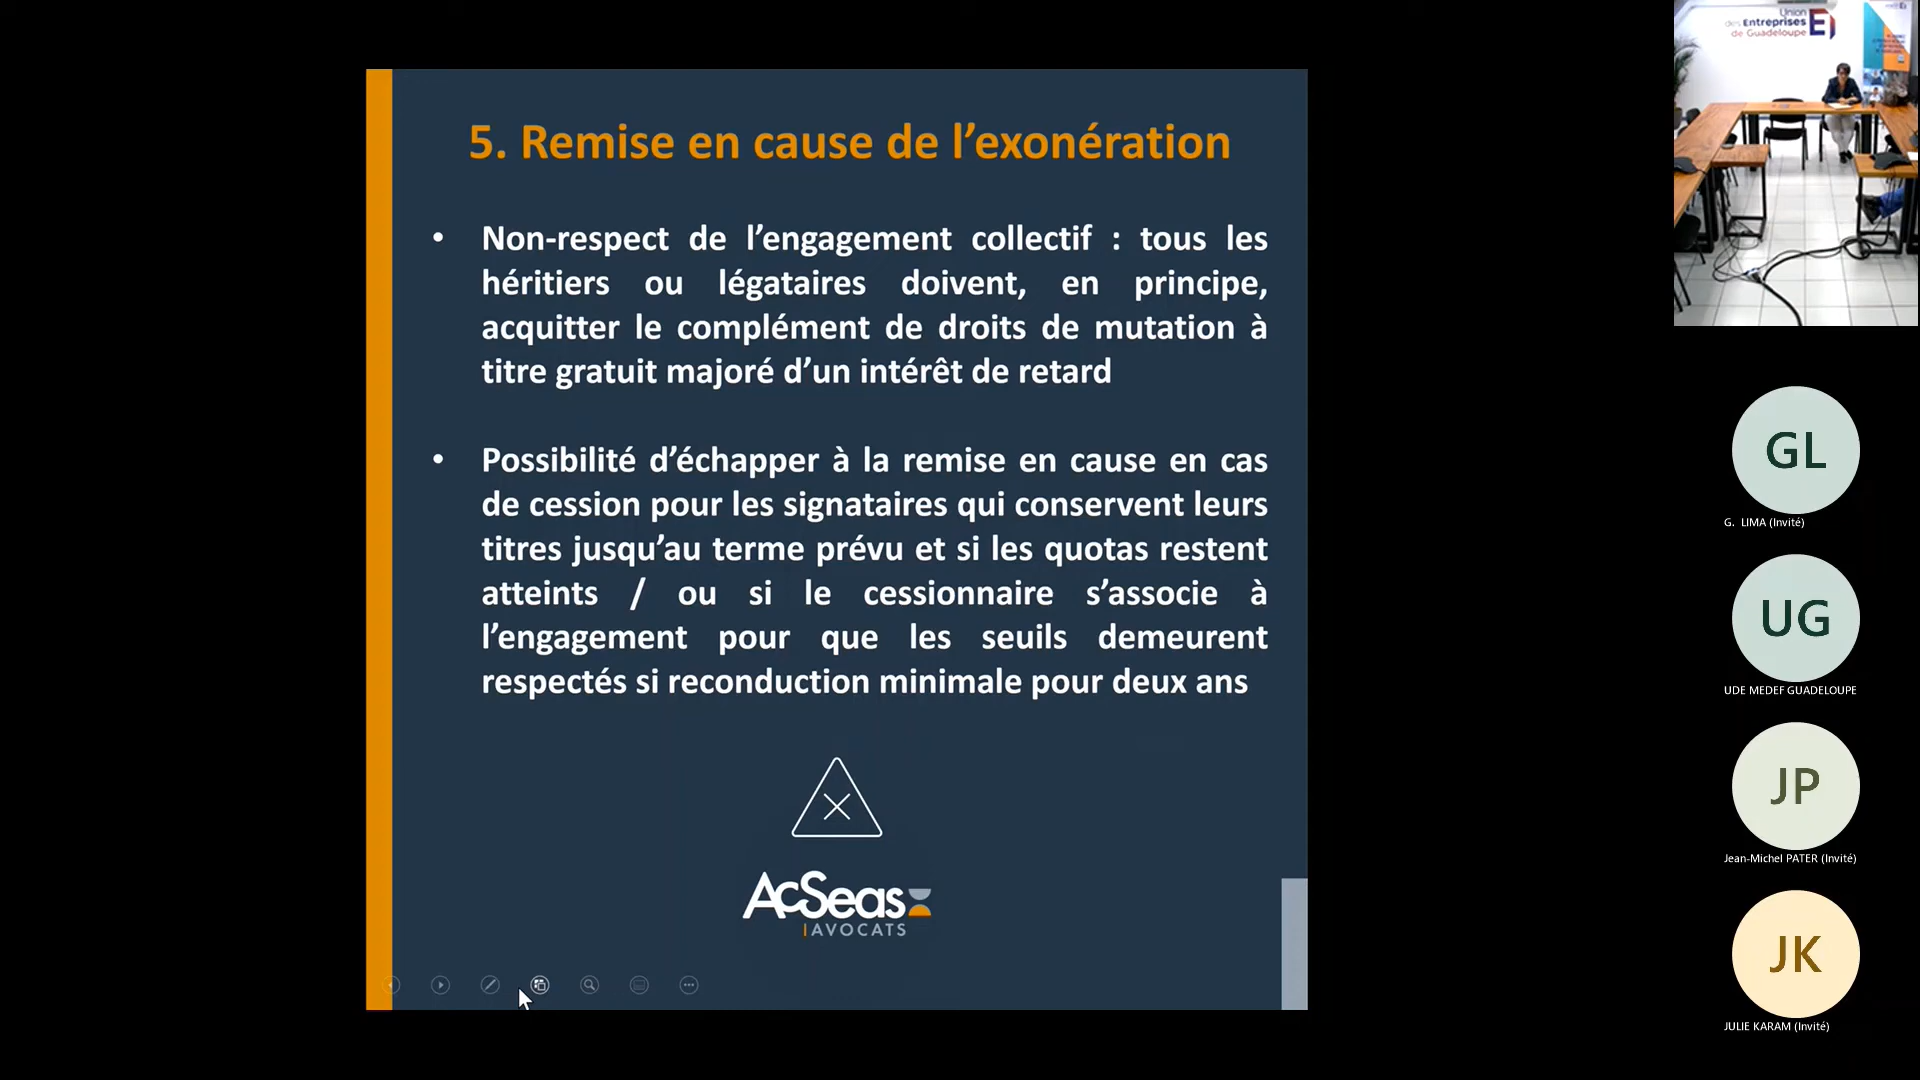 5. Remise en cause de l’exonération
• Non-respect de l’engagement collectif : tous les
héritiers ou légataires doivent, en principe,
acquitter le complément de droits de mutation à
titre gratuit majoré d’un intérêt de retard
• Possibilité d’échapper à la remise en cause en cas
de cession pour les signataires qui conservent leurs
titres jusqu’au terme prévu et si les quotas restent
atteints / ou si le cessionnaire s’associe à
l’engagement pour que les seuils demeurent
respectés si reconduction minimale pour deux ans
AcSeas
AVOCATS
Union
des Entreprises
de Guadeloupe
GL
G. LIMA (Invité)
UG
UDE MEDEF GUADELOUPE
JP
Jean-Michel PATER (Invité)
JK
JULIE KARAM (Invité)